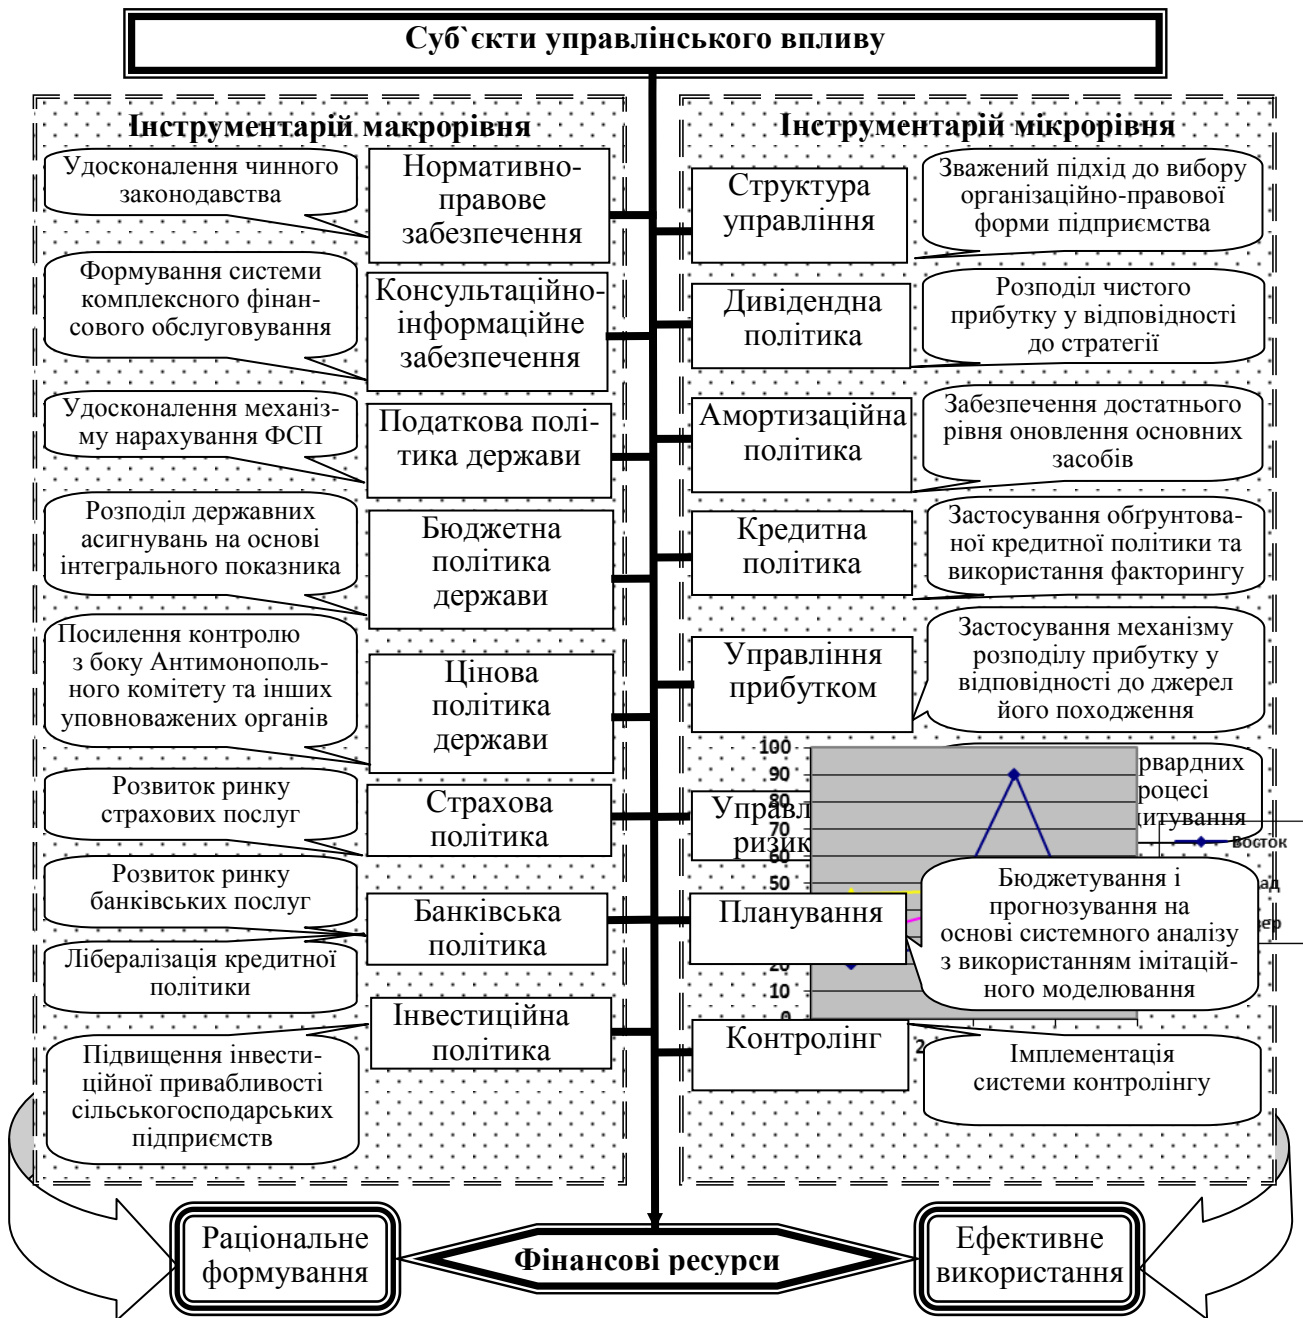 Суб`єкти управлінського впливу
Інструментарій макрорівня
Удосконалення чинного
законодавства
Нормативно-
правове
забезпечення
Формування системи
комплексного фінан-
сового обслуговування
Консультаційно-
інформаційне
забезпечення
Удосконалення механіз-
му нарахування ФСП
Податкова полі-
тика держави
Розподіл державних
асигнувань на основі
інтегрального показника
Бюджетна
політика
держави
Посилення контролю
з боку Антимонополь-
ного комітету та інших
уповноважених органів
Цінова
політика
держави
Розвиток ринку
страхових послуг
Страхова
політика
Розвиток ринку
банківських послуг
Лібералізація кредитної
політики
Банківська
політика
Інвестиційна
політика
Підвищення інвести-
ційної привабливості
сільськогосподарських
підприємств
Інструментарій мікрорівня
Структура
управління
Зважений підхід до вибору
організаційно-правової
форми підприємства
Дивідендна
політика
Розподіл чистого
прибутку у відповідності
до стратегії
Амортизаційна
політика
Забезпечення достатнього
рівня оновлення основних
засобів
Кредитна
політика
Застосування обґрунтова-
ної кредитної політики та
використання факторингу
Управління
прибутком
Застосування механізму
розподілу прибутку у
відповідності до джерел
його походження
100
90
80
70
60
50
20
10
Восток
Планування
Бюджетування і
прогнозування на
основі системного аналізу
з використанням імітацій-
ного моделювання
Контролінг
Імплементація
системи контролінгу
Раціональне
формування
Фінансові ресурси
Ефективне
використання